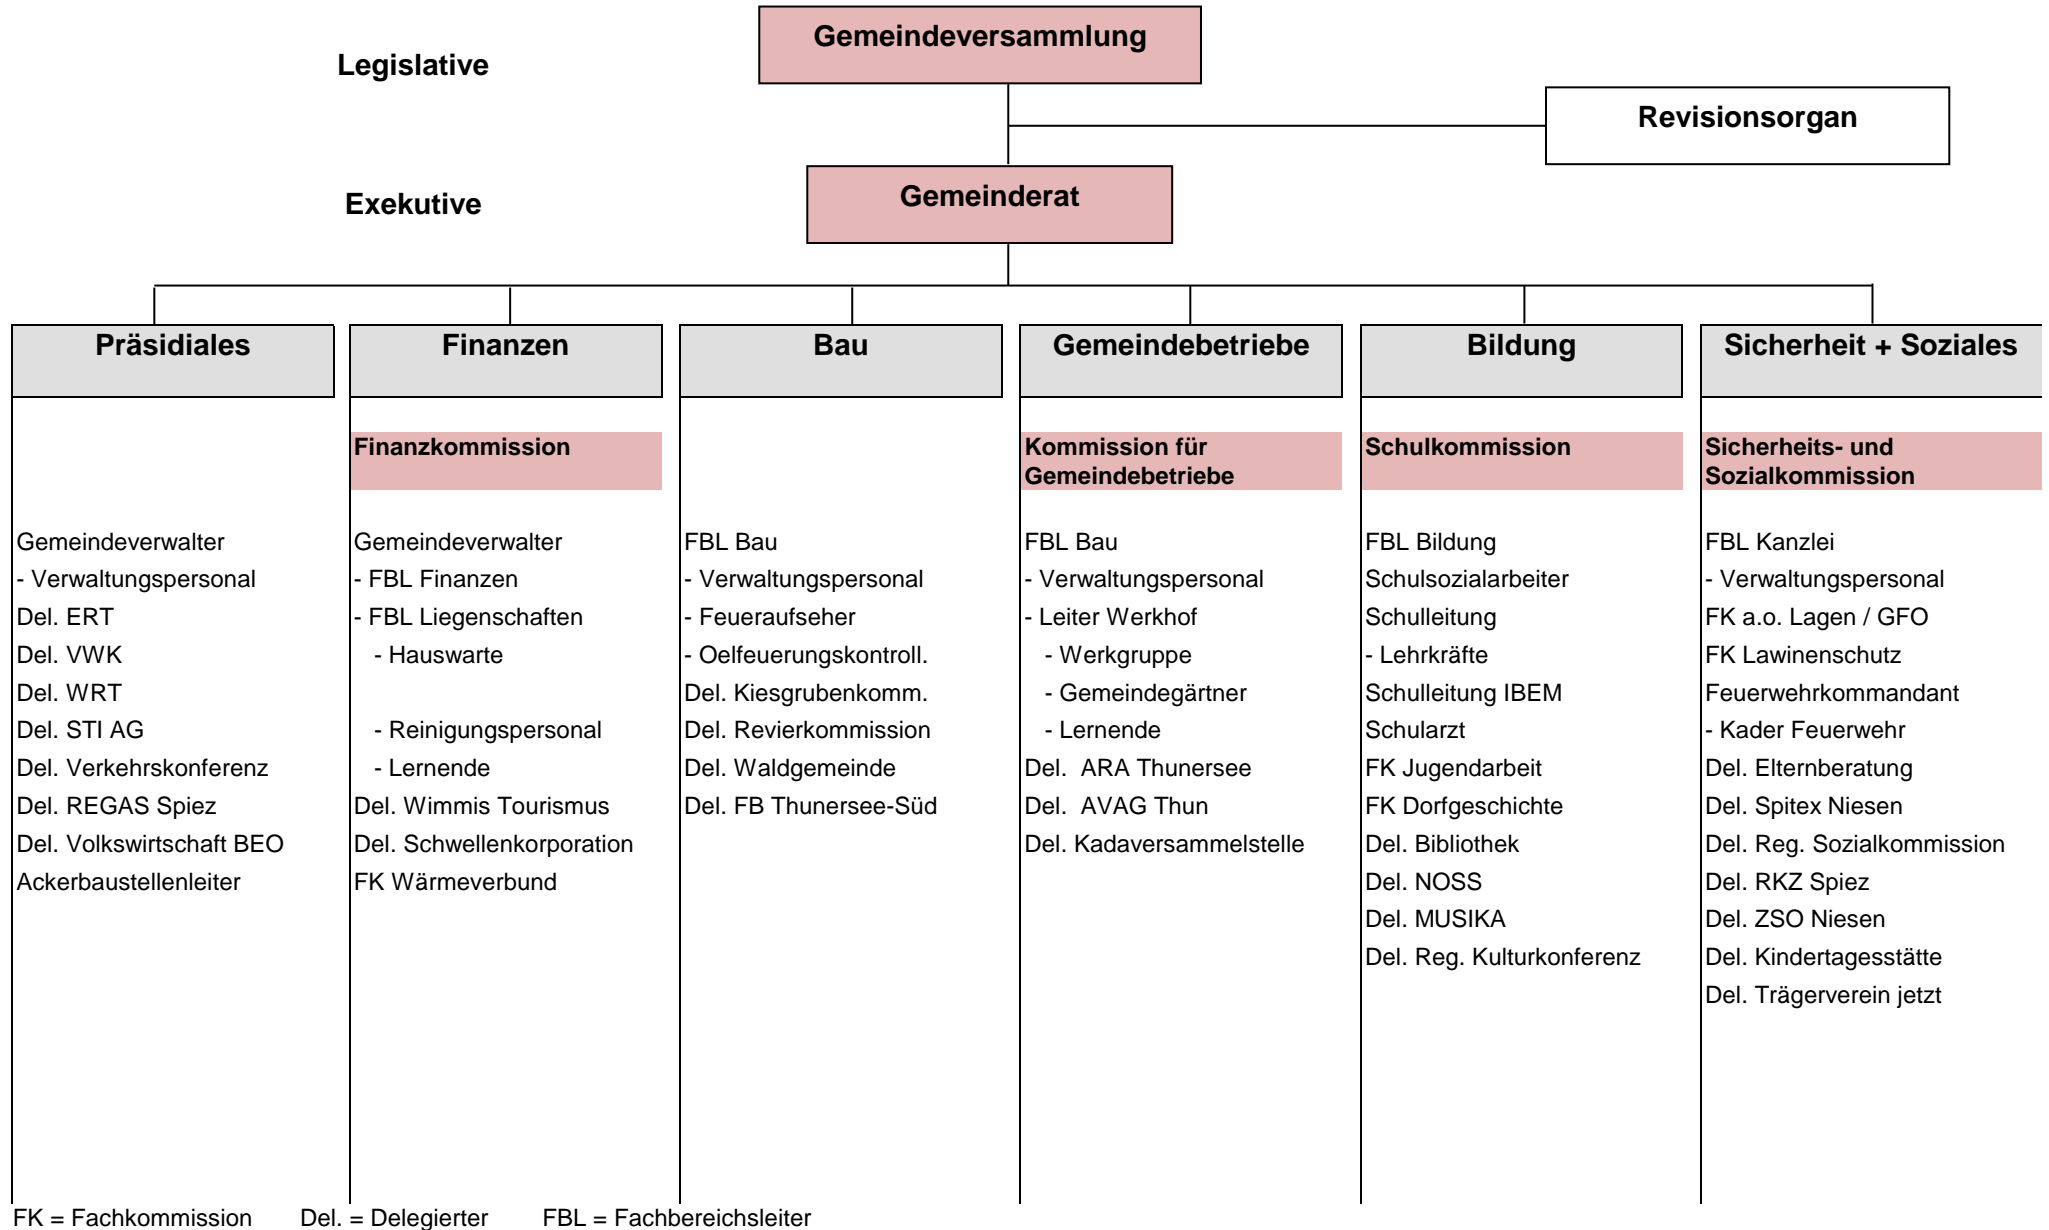 Legislative
Gemeindeversammlung
Revisionsorgan
Exekutive
Gemeinderat
Präsidiales
Gemeindeverwalter
- Verwaltungspersonal
Del. ERT
Del. VWK
Del. WRT
Del. STI AG
Del. Verkehrskonferenz
Del. REGAS Spiez
Del. Volkswirtschaft BEO
Ackerbaustellenleiter
Finanzen
Finanzkommission
Gemeindeverwalter
- FBL Finanzen
- FBL Liegenschaften
- Hauswarte
- Reinigungspersonal
- Lernende
Del. Wimmis Tourismus
Del. Schwellenkorporation
FK Wärmeverbund
Bau
FBL Bau
- Verwaltungspersonal
- Feueraufseher
- Oelfeuerungskontroll.
Del. Kiesgrubenkomm.
Del. Revierkommission
Del. Waldgemeinde
Del. FB Thunersee-Süd
Gemeindebetriebe
Kommission für
Gemeindebetriebe
FBL Bau
- Verwaltungspersonal
- Leiter Werkhof
- Werkgruppe
- Gemeindegärtner
- Lernende
Del. ARA Thunersee
Del. AVAG Thun
Del. Kadaversammelstelle
Bildung
Schulkommission
FBL Bildung
Schulsozialarbeiter
Schulleitung
- Lehrkräfte
Schulleitung IBEM
Schularzt
FK Jugendarbeit
FK Dorfgeschichte
Del. Bibliothek
Del. NOSS
Del. MUSIKA
Del. Reg. Kulturkonferenz
Sicherheit + Soziales
Sicherheits- und
Sozialkommission
FBL Kanzlei
- Verwaltungspersonal
FK a.o. Lagen / GFO
FK Lawinenschutz
Feuerwehrkommandant
- Kader Feuerwehr
Del. Elternberatung
Del. Spitex Niesen
Del. Reg. Sozialkommission
Del. RKZ Spiez
Del. ZSO Niesen
Del. Kindertagesstätte
Del. Trägerverein jetzt
FK = Fachkommission Del. = Delegierter FBL = Fachbereichsleiter